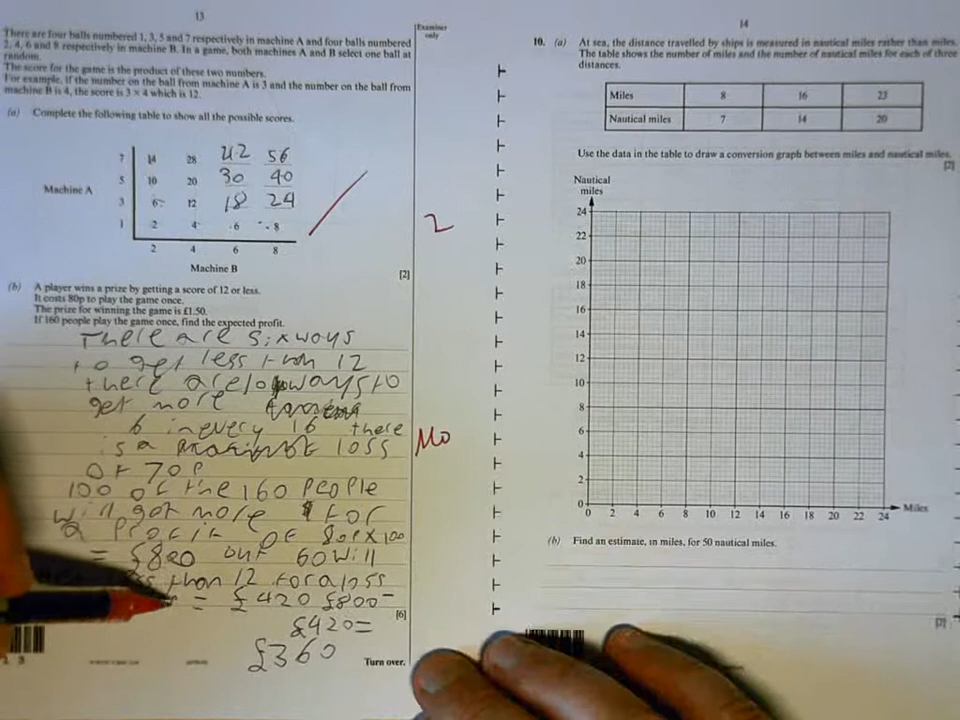 13
There are four balls numbered 1, 3, 5 and 7 respectively in machine A and four balls numbered
2, 4, 6 and 8 respectively in machine B. In a game, both machines A and B select one ball at
random.
The score for the game is the product of these two numbers.
For example, if the number on the ball from machine A is 3 and the number on the ball from
machine B is 4, the score is 3 × 4 which is 12.
(a) Complete the following table to show all the possible scores.
7 14 28 42 56
5 10 20 30 40
Machine A
3 6 12 18 24
1 2 4 6 8
2 4 6 8
Machine B
[2]
(b) A player wins a prize by getting a score of 12 or less.
It costs 80p to play the game once.
The prize for winning the game is £1.50.
If 160 people play the game once, find the expected profit.
There are six ways
to get less than 12
there are 10 ways to
get more
6 in every 16 there
is a loss
of 70p
100 of the 160 people
will got more for
a profit of 80p x 100
= £800 but 60 will
than 12 for a loss
= £420 £800 -
[6]
£420 =
£360
Turn over.
Examiner
only
2
M0
14
10. (a) At sea, the distance travelled by ships is measured in nautical miles rather than miles.
The table shows the number of miles and the number of nautical miles for each of three
distances.
Miles 8 16 23
Nautical miles 7 14 20
Use the data in the table to draw a conversion graph between miles and nautical miles.
[2]
Nautical
miles
24
22
20
18
16
14
12
10
8
6
4
2
0
0 2 4 6 8 10 12 14 16 18 20 22 24 Miles
(b) Find an estimate, in miles, for 50 nautical miles.
[2]